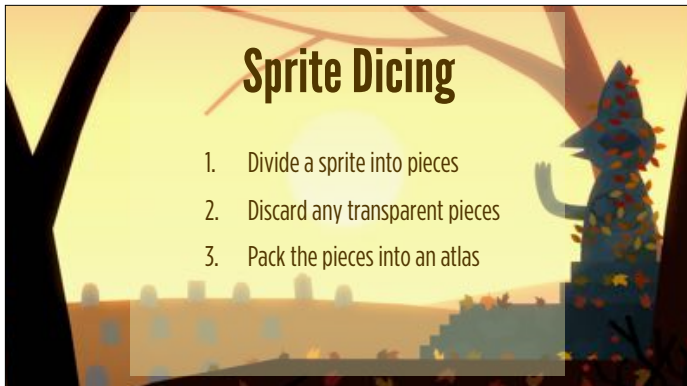 Sprite Dicing
1. Divide a sprite into pieces
2. Discard any transparent pieces
3. Pack the pieces into an atlas